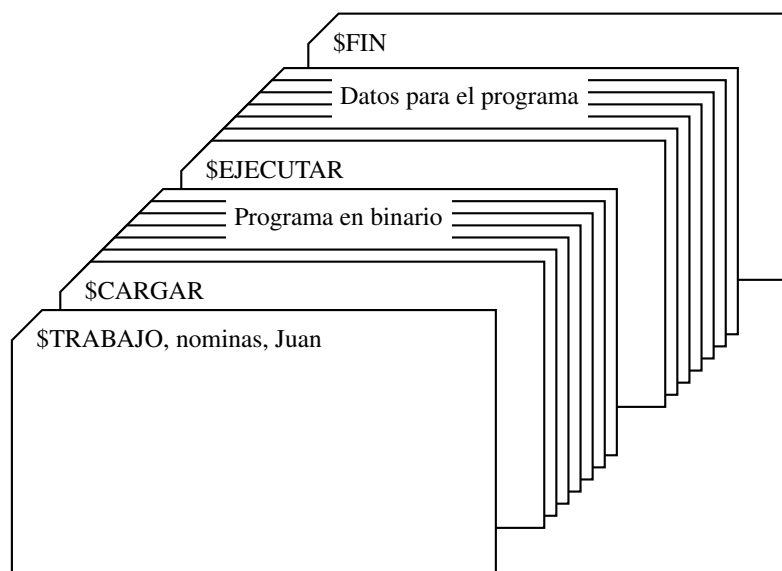 $FIN
Datos para el programa
$EJECUTAR
Programa en binario
$CARGAR
$TRABAJO, nominas, Juan